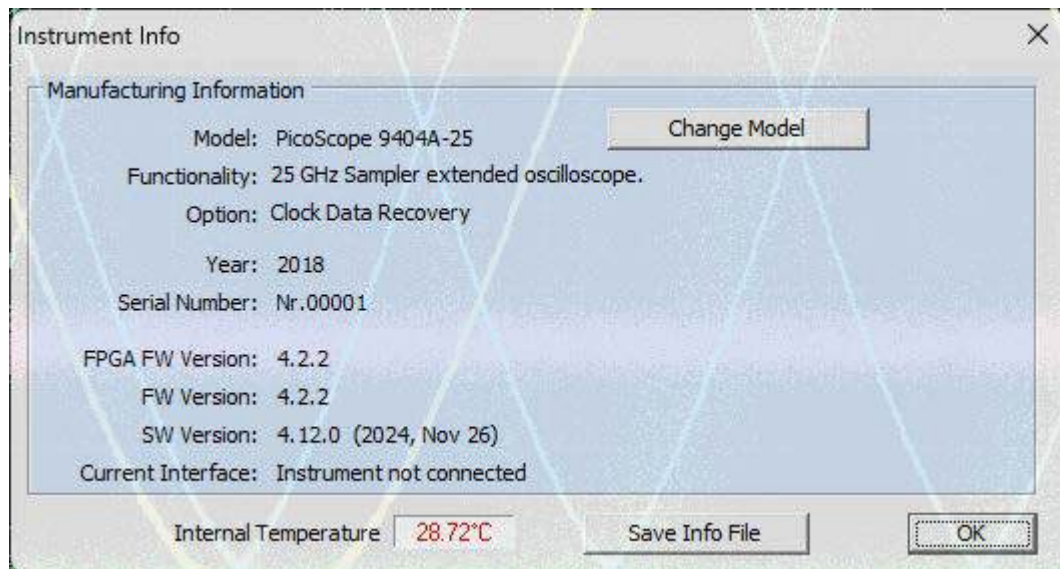 Instrument Info
Manufacturing Information
Model: PicoScope 9404A-25
Change Model
Functionality: 25 GHz Sampler extended oscilloscope.
Option: Clock Data Recovery
Year: 2018
Serial Number: Nr.00001
FPGA FW Version: 4.2.2
FW Version: 4.2.2
SW Version: 4.12.0 (2024, Nov 26)
Current Interface: Instrument not connected
Internal Temperature 28.72°C
Save Info File
OK